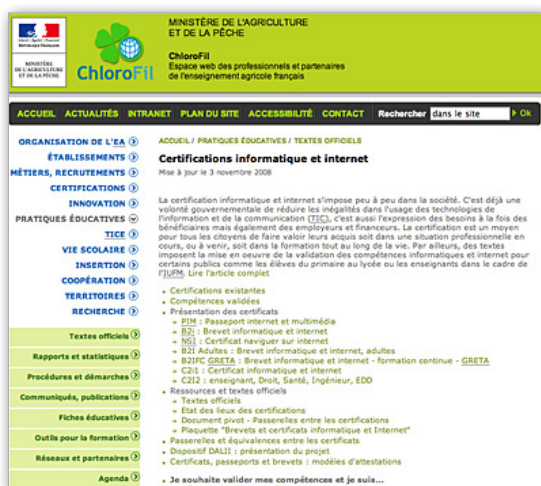 MINISTÈRE DE L'AGRICULTURE
ET DE LA PÊCHE
MINISTÈRE
DE L'AGRICULTURE
ET DE LA PÊCHE
ChloroFil
ChloroFil
Espace web des professionnels et partenaires
de l'enseignement agricole français
ACCUEIL ACTUALITÉS INTRANET PLAN DU SITE ACCESSIBILITÉ CONTACT Rechercher dans le site Ok
ORGANISATION DE L'EA
ÉTABLISSEMENTS
MÉTIERS, RECRUTEMENTS
CERTIFICATIONS
INNOVATION
PRATIQUES ÉDUCATIVES
TICE
VIE SCOLAIRE
INSERTION
COOPÉRATION
TERRITOIRES
RECHERCHE
Textes officiels
Rapports et statistiques
Procédures et démarches
Communiqués, publications
Fiches éducatives
Outils pour la formation
Réseaux et partenaires
Agenda
ACCUEIL / PRATIQUES ÉDUCATIVES / TEXTES OFFICIELS
Certifications informatique et internet
Mise à jour le 3 novembre 2008
La certification informatique et internet s'impose peu à peu dans la société. C'est déjà une
volonté gouvernementale de réduire les inégalités dans l'usage des technologies de
l'information et de la communication (TIC), c'est aussi l'expression des besoins à la fois des
bénéficiaires mais également des employeurs et financeurs. La certification est un moyen
pour tous les citoyens de faire valoir leurs acquis soit dans une situation professionnelle en
cours, ou à venir, soit dans la formation tout au long de la vie. Par ailleurs, des textes
imposent la mise en oeuvre de la validation des compétences informatiques et internet pour
certains publics comme les élèves du primaire au lycée ou les enseignants dans le cadre de
l'IUFM. Lire l'article complet
Certifications existantes
Compétences validées
Présentation des certificats
PIM : Passeport internet et multimédia
B2i : Brevet informatique et internet
NSI : Certificat naviguer sur internet
B2I Adultes : Brevet informatique et internet, adultes
B2IFC GRETA : Brevet informatique et internet - formation continue - GRETA
C2i1 : Certificat informatique et internet
C2I2 : enseignant, Droit, Santé, Ingénieur, EDD
Ressources et textes officiels
Textes officiels
Etat des lieux des certifications
Document pivot - Passerelles entre les certifications
Plaquette "Brevets et certificats informatique et Internet"
Passerelles et équivalences entre les certificats
Dispositif DALII : présentation du projet
Certificats, passeports et brevets : modèles d'attestations
Je souhaite valider mes compétences et je suis...